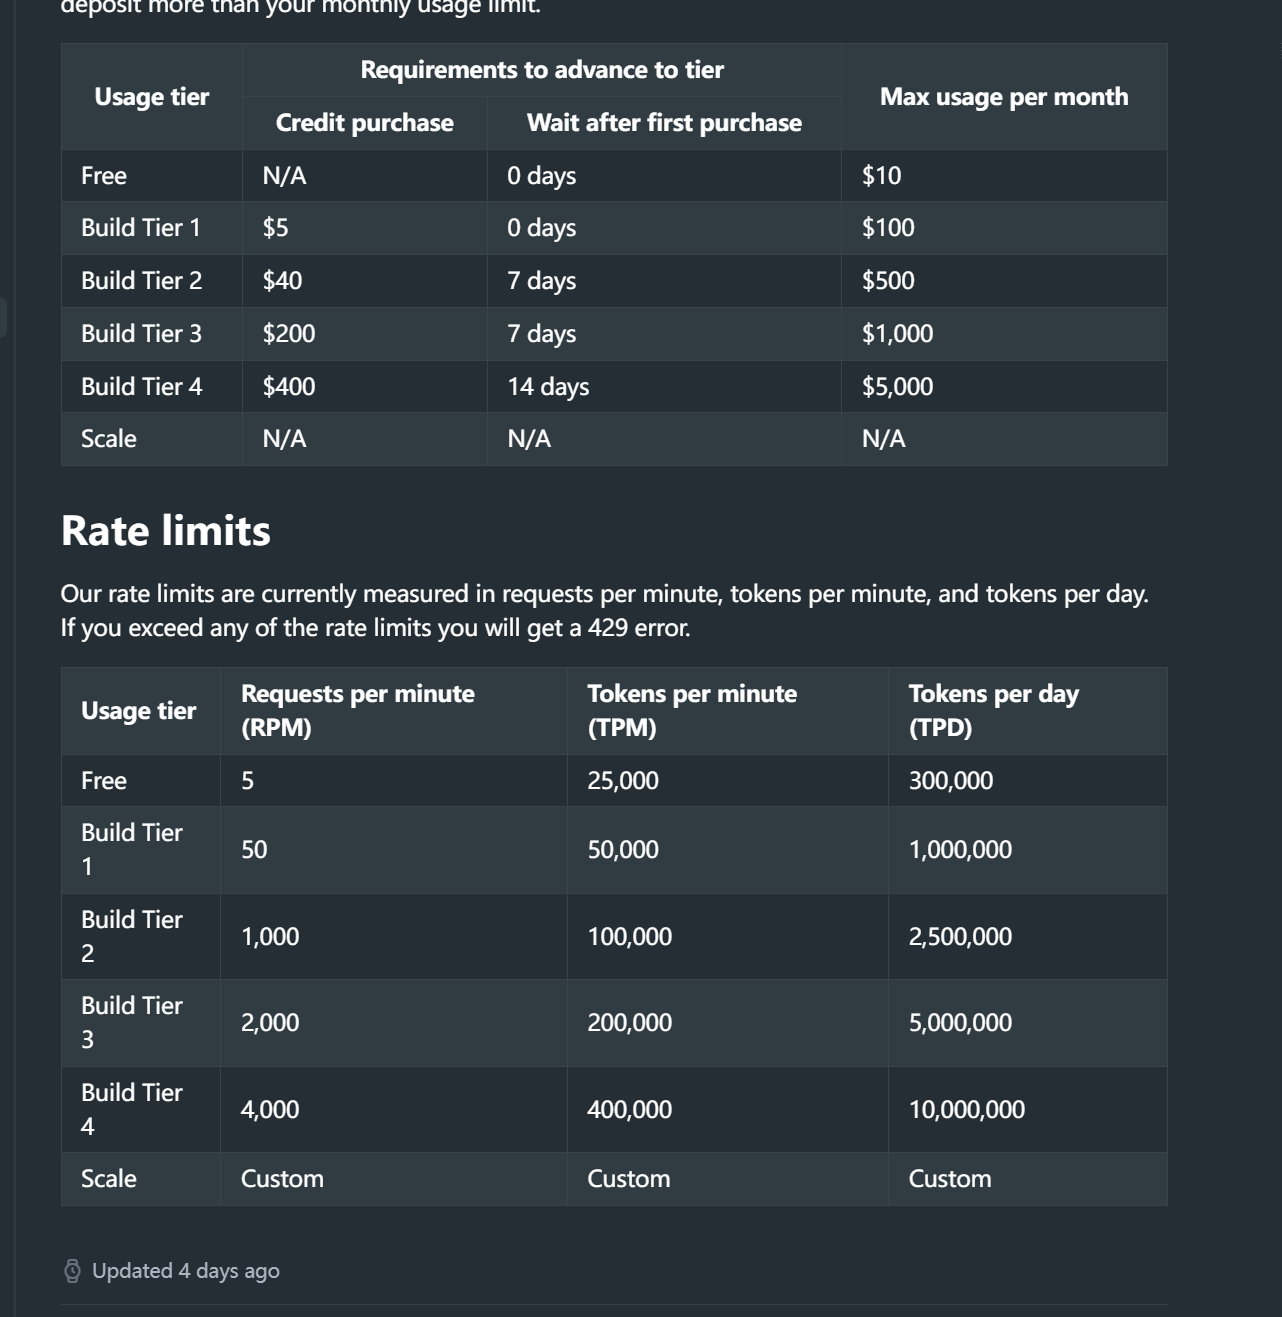 deposit more than your monthly usage limit.
Usage tier
Requirements to advance to tier
Max usage per month
Credit purchase
Wait after first purchase
Free N/A 0 days $10
Build Tier 1 $5 0 days $100
Build Tier 2 $40 7 days $500
Build Tier 3 $200 7 days $1,000
Build Tier 4 $400 14 days $5,000
Scale N/A N/A N/A
Rate limits
Our rate limits are currently measured in requests per minute, tokens per minute, and tokens per day.
If you exceed any of the rate limits you will get a 429 error.
Usage tier
Requests per minute
(RPM)
Tokens per minute
(TPM)
Tokens per day
(TPD)
Free 5 25,000 300,000
Build Tier
1
50 50,000 1,000,000
Build Tier
2
1,000 100,000 2,500,000
Build Tier
3
2,000 200,000 5,000,000
Build Tier
4
4,000 400,000 10,000,000
Scale Custom Custom Custom
Updated 4 days ago